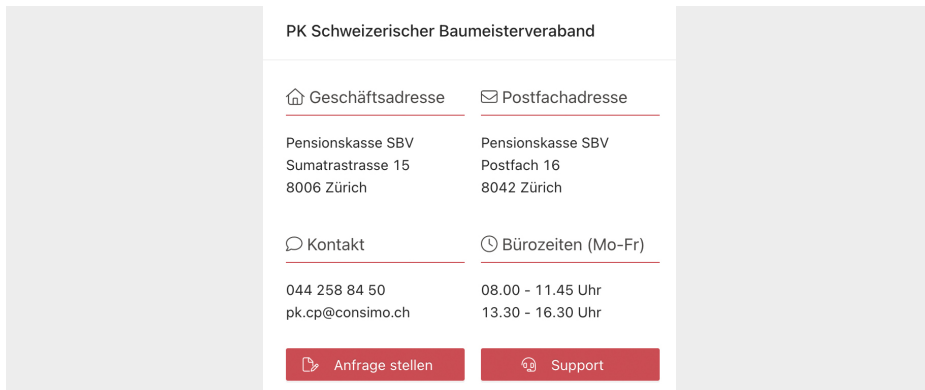 PK Schweizerischer Baumeisterveraband
Geschäftsadresse
Pensionskasse SBV
Sumatrastrasse 15
8006 Zürich
Postfachadresse
Pensionskasse SBV
Postfach 16
8042 Zürich
Kontakt
044 258 84 50
pk.cp@consimo.ch
Bürozeiten (Mo-Fr)
08.00 - 11.45 Uhr
13.30 - 16.30 Uhr
Anfrage stellen
Support